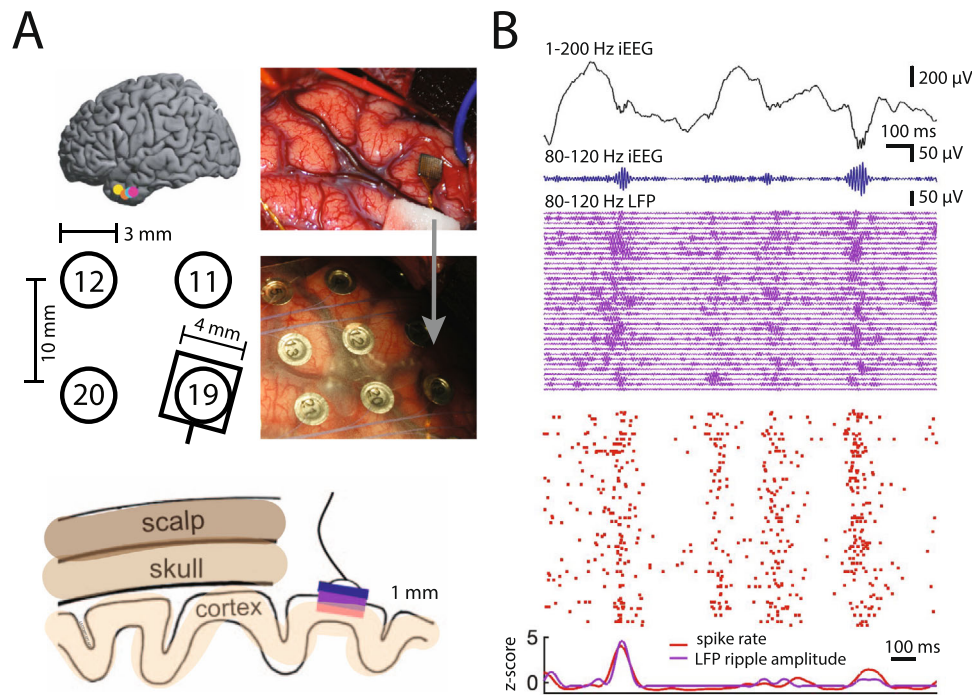 A
3 mm
12
11
10 mm
4 mm
20
19
scalp
skull
cortex
1 mm
B
1-200 Hz iEEG
200 µV
100 ms
50 µV
80-120 Hz iEEG
50 µV
80-120 Hz LFP
5
0
z-score
spike rate
LFP ripple amplitude
100 ms